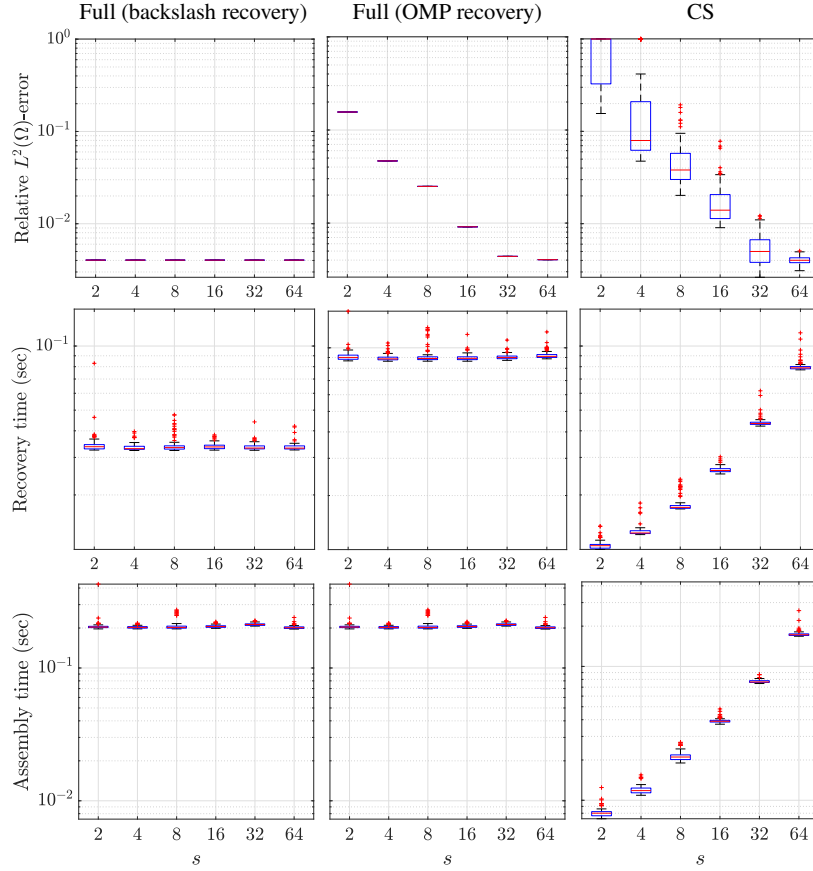 Full (backslash recovery) Full (OMP recovery) CS
Relative L²(Ω)-error
10⁰
10⁻¹
10⁻²
2 4 8 16 32 64 2 4 8 16 32 64 2 4 8 16 32 64
Recovery time (sec)
10⁻¹
2 4 8 16 32 64 2 4 8 16 32 64 2 4 8 16 32 64
Assembly time (sec)
10⁻¹
10⁻²
2 4 8 16 32 64 2 4 8 16 32 64 2 4 8 16 32 64
s s s